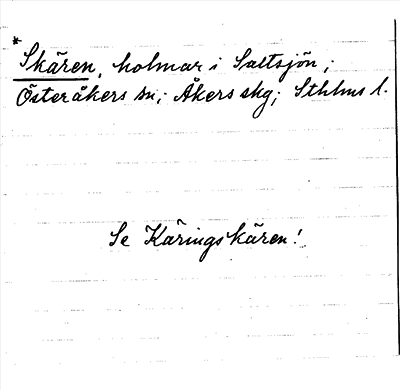 * Skären, holmar i Saltsjön;
Österåkers sn; Åkers skg; Sthlms l.
Se Käringskären!